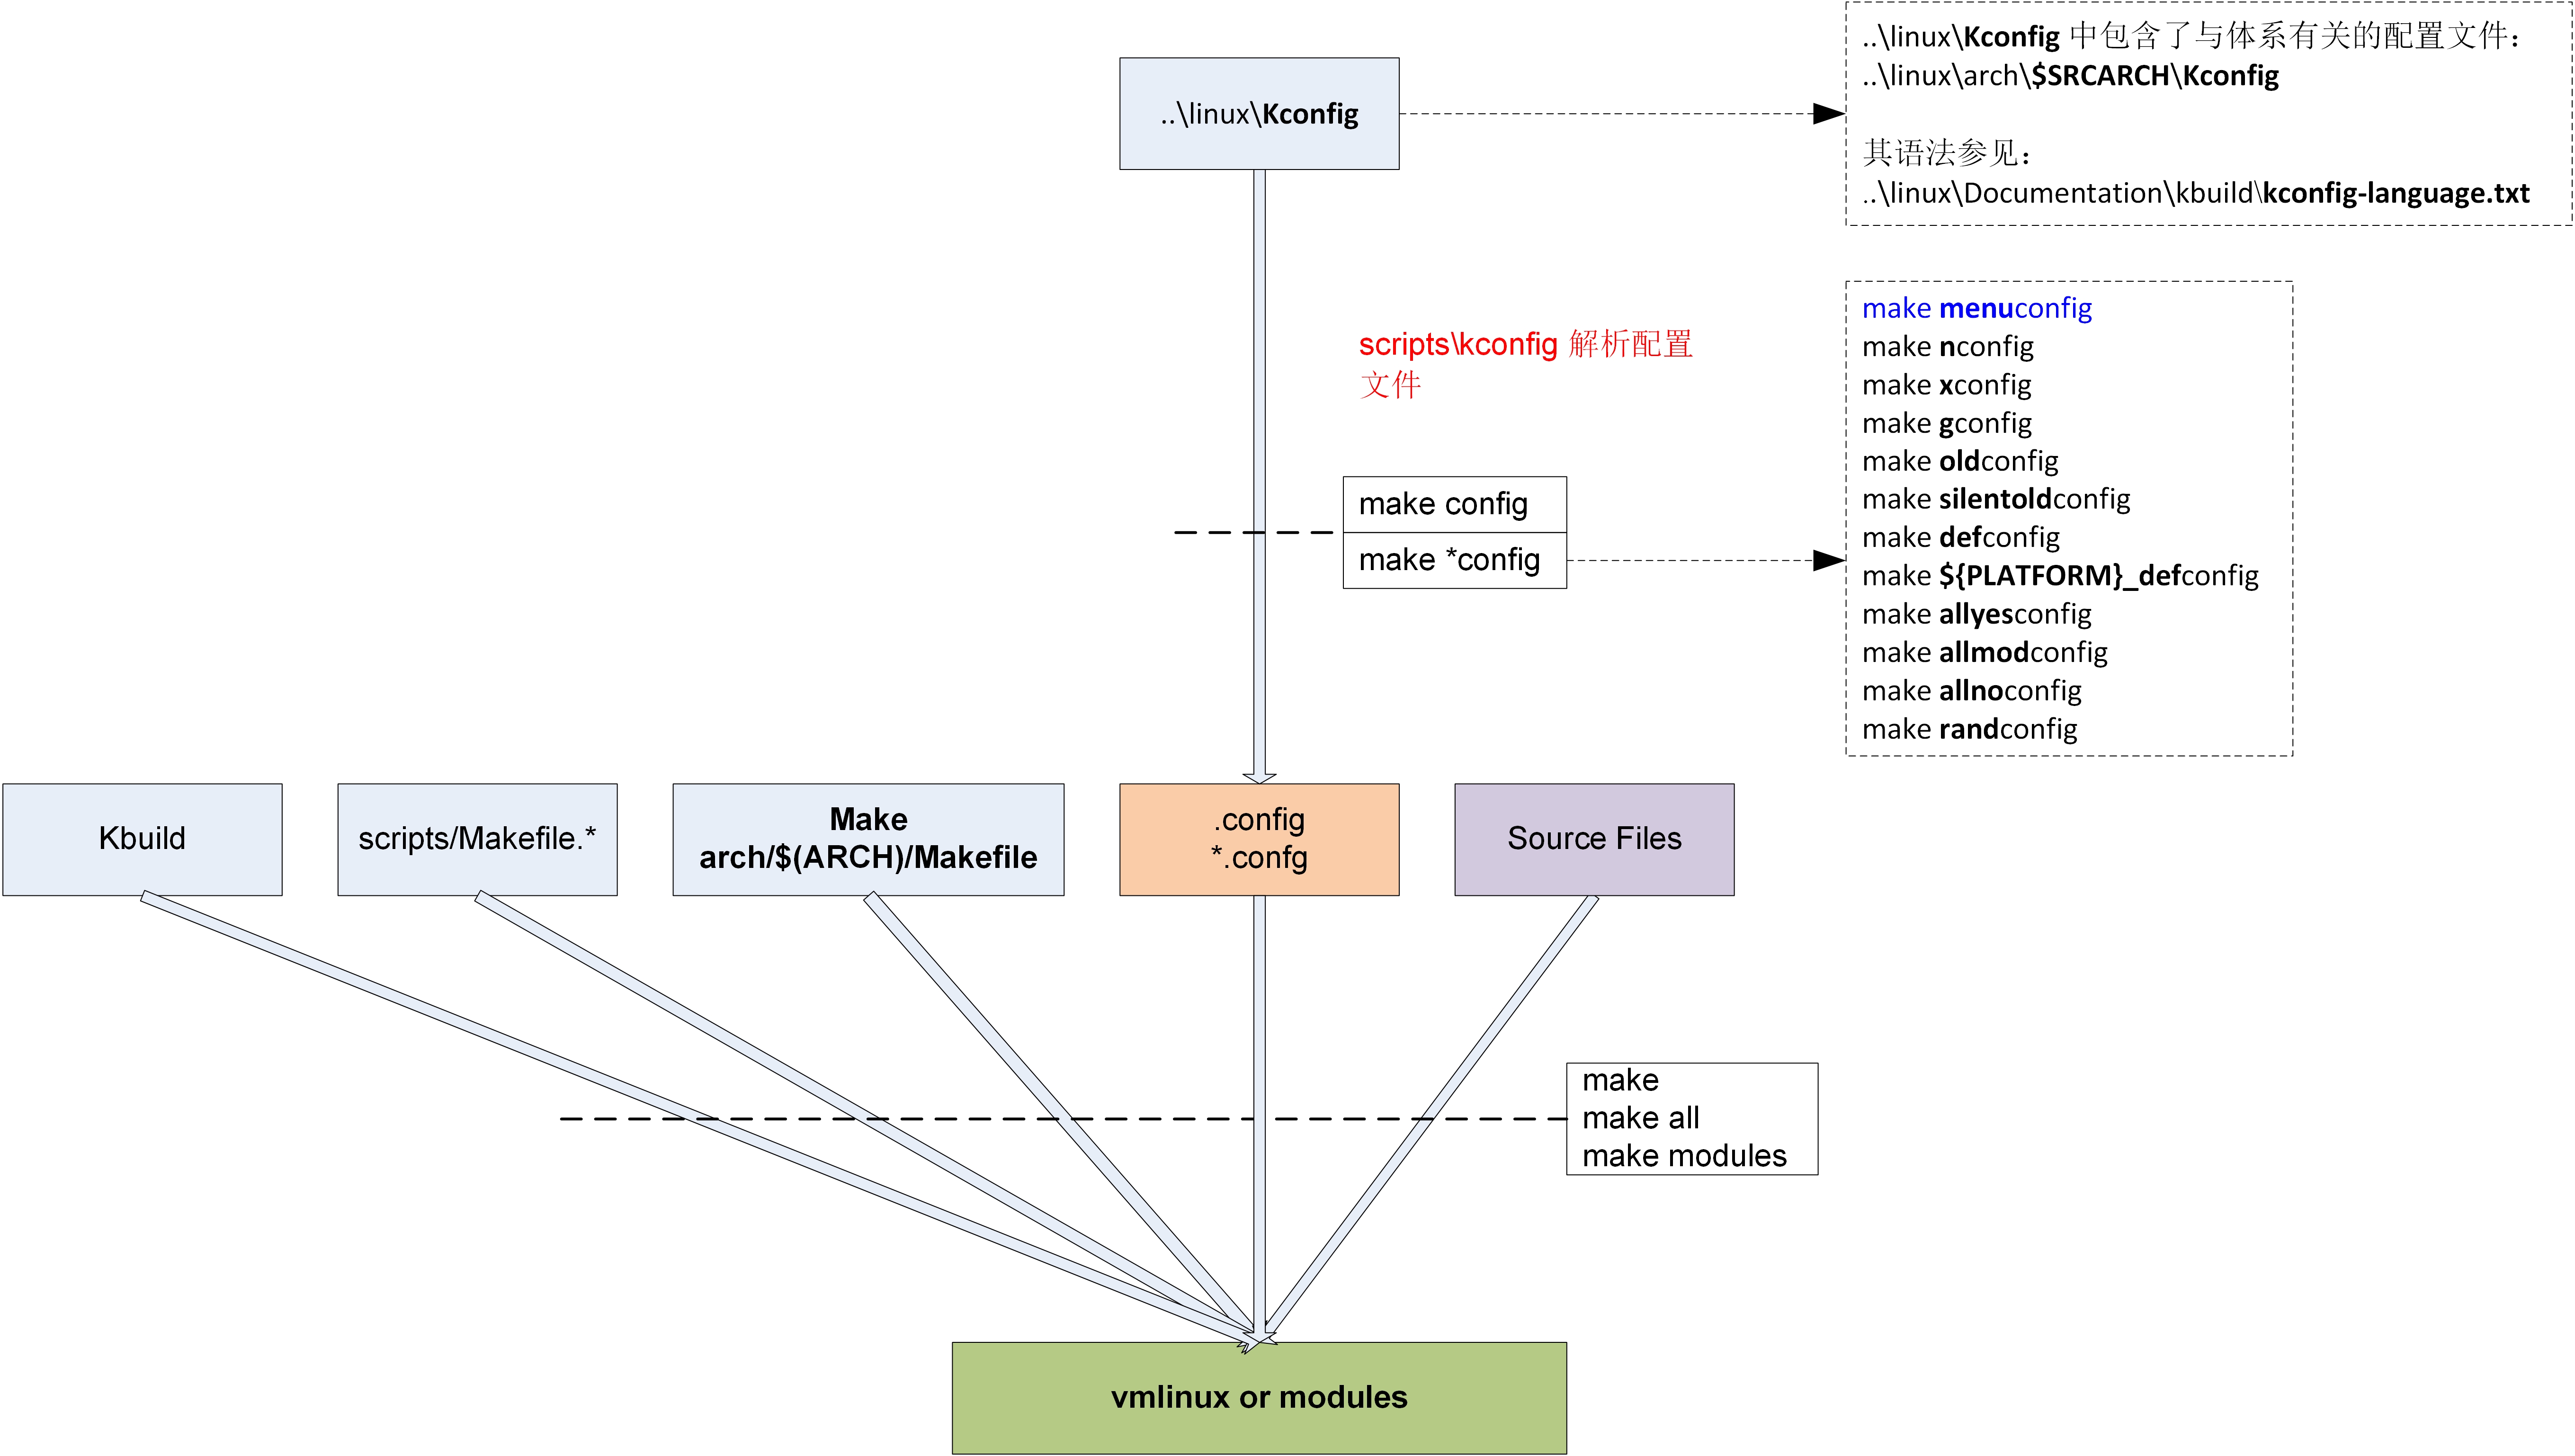 ..\linux\Kconfig
..\linux\Kconfig 中包含了与体系有关的配置文件：
..\linux\arch\$SRCARCH\Kconfig
其语法参见：
..\linux\Documentation\kbuild\kconfig-language.txt
scripts\kconfig 解析配置
文件
make config
make *config
make menuconfig
make nconfig
make xconfig
make gconfig
make oldconfig
make silentoldconfig
make defconfig
make ${PLATFORM}_defconfig
make allyesconfig
make allmodconfig
make allnoconfig
make randconfig
Kbuild
scripts/Makefile.*
Make
arch/$(ARCH)/Makefile
.config
*.confg
Source Files
make
make all
make modules
vmlinux or modules